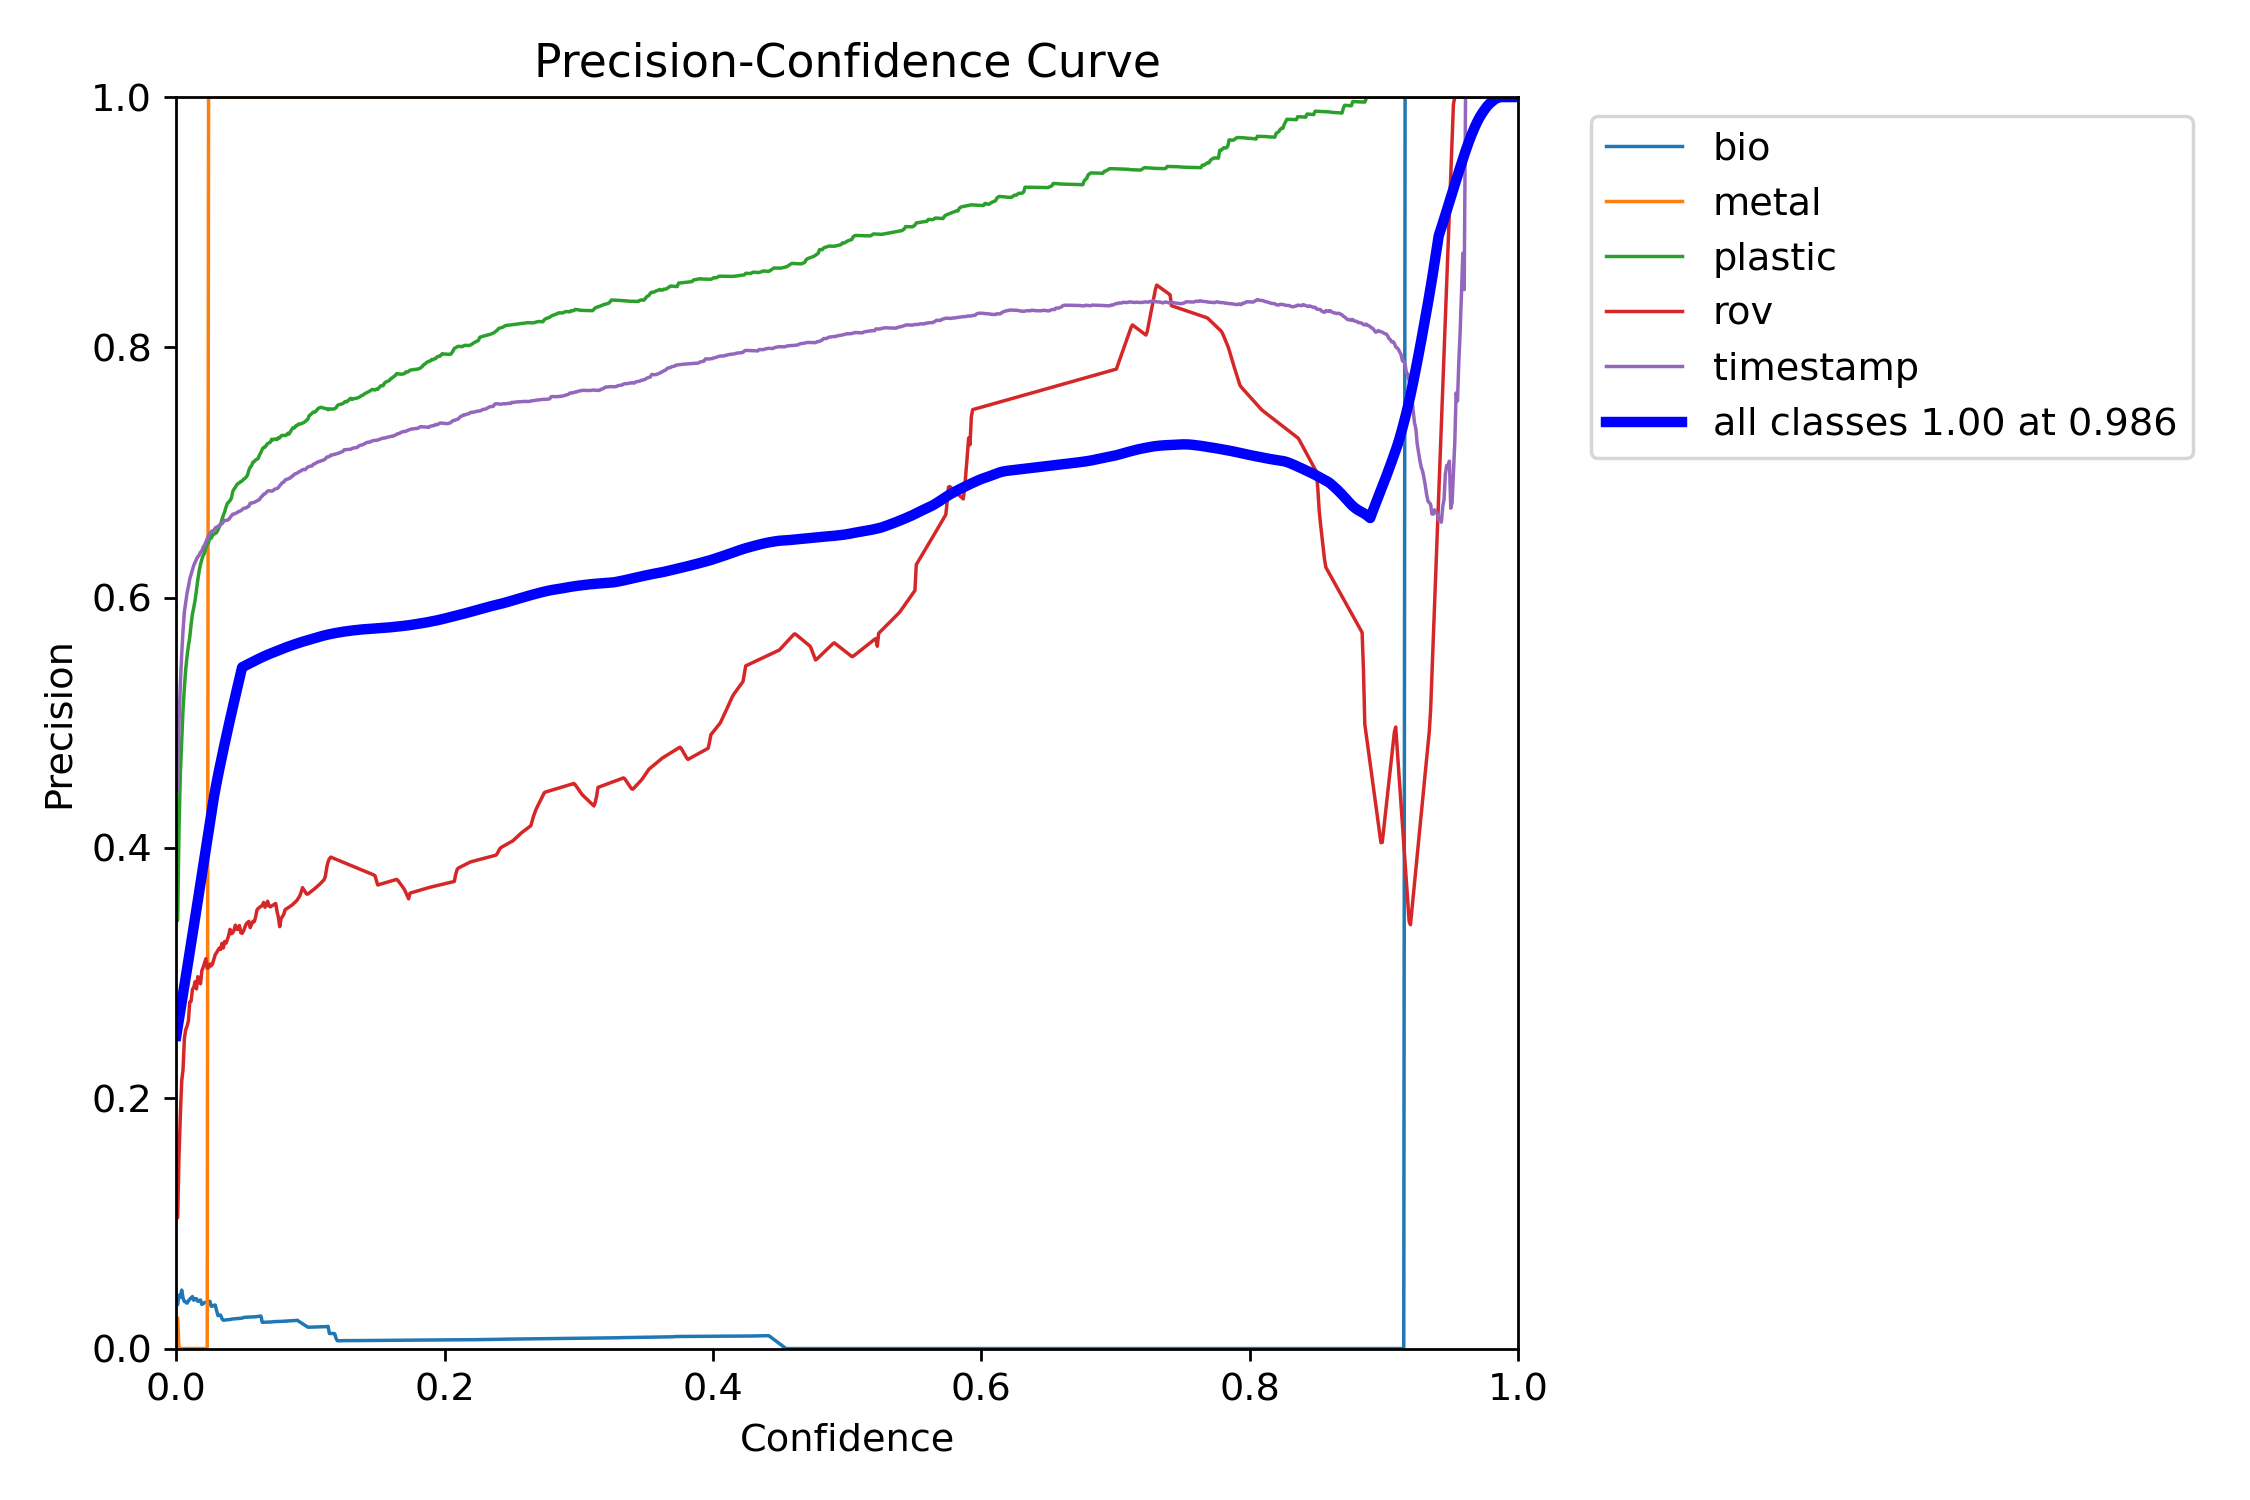 Precision-Confidence Curve
1.0
0.8
0.6
0.4
0.2
0.0
Precision
0.0 0.2 0.4 0.6 0.8 1.0
Confidence
bio
metal
plastic
rov
timestamp
all classes 1.00 at 0.986